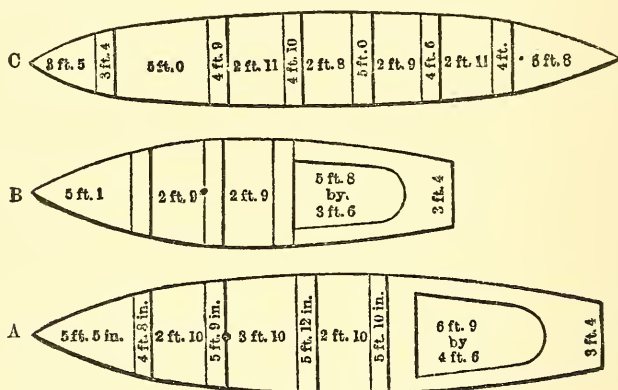 C
3 ft. 5
3 ft. 4
5 ft. 0
4 ft. 9
2 ft. 11
4 ft. 10
2 ft. 8
5 ft. 0
2 ft. 9
4 ft. 6
2 ft. 11
4 ft.
6 ft. 8
B
5 ft. 1
2 ft. 9
2 ft. 9
5 ft. 8
by.
3 ft. 6
3 ft. 4
A
5 ft. 5 in.
4 ft. 8 in.
2 ft. 10
5 ft. 9 in.
3 ft. 10
5 ft. 12 in.
2 ft. 10
5 ft. 10 in.
6 ft. 9
by
4 ft. 6
3 ft. 4